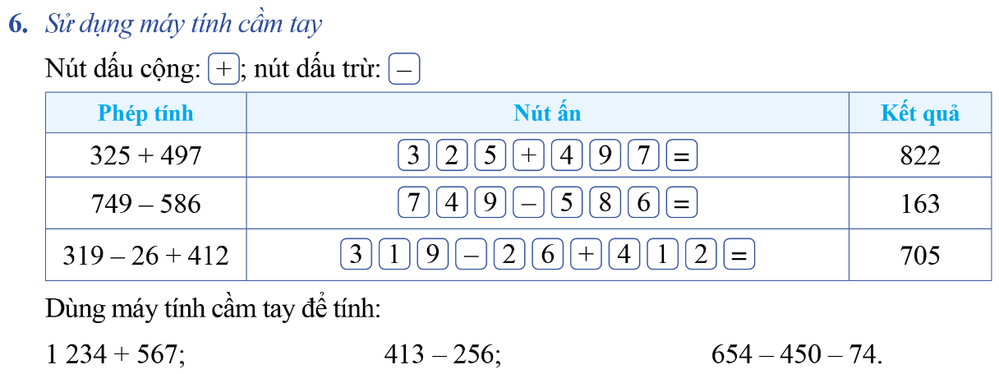 6. Sử dụng máy tính cầm tay
Nút dấu cộng: +; nút dấu trừ: –
Phép tính Nút ấn Kết quả
325 + 497 3 2 5 + 4 9 7 = 822
749 – 586 7 4 9 – 5 8 6 = 163
319 – 26 + 412 3 1 9 – 2 6 + 4 1 2 = 705
Dùng máy tính cầm tay để tính:
1 234 + 567; 413 – 256; 654 – 450 – 74.